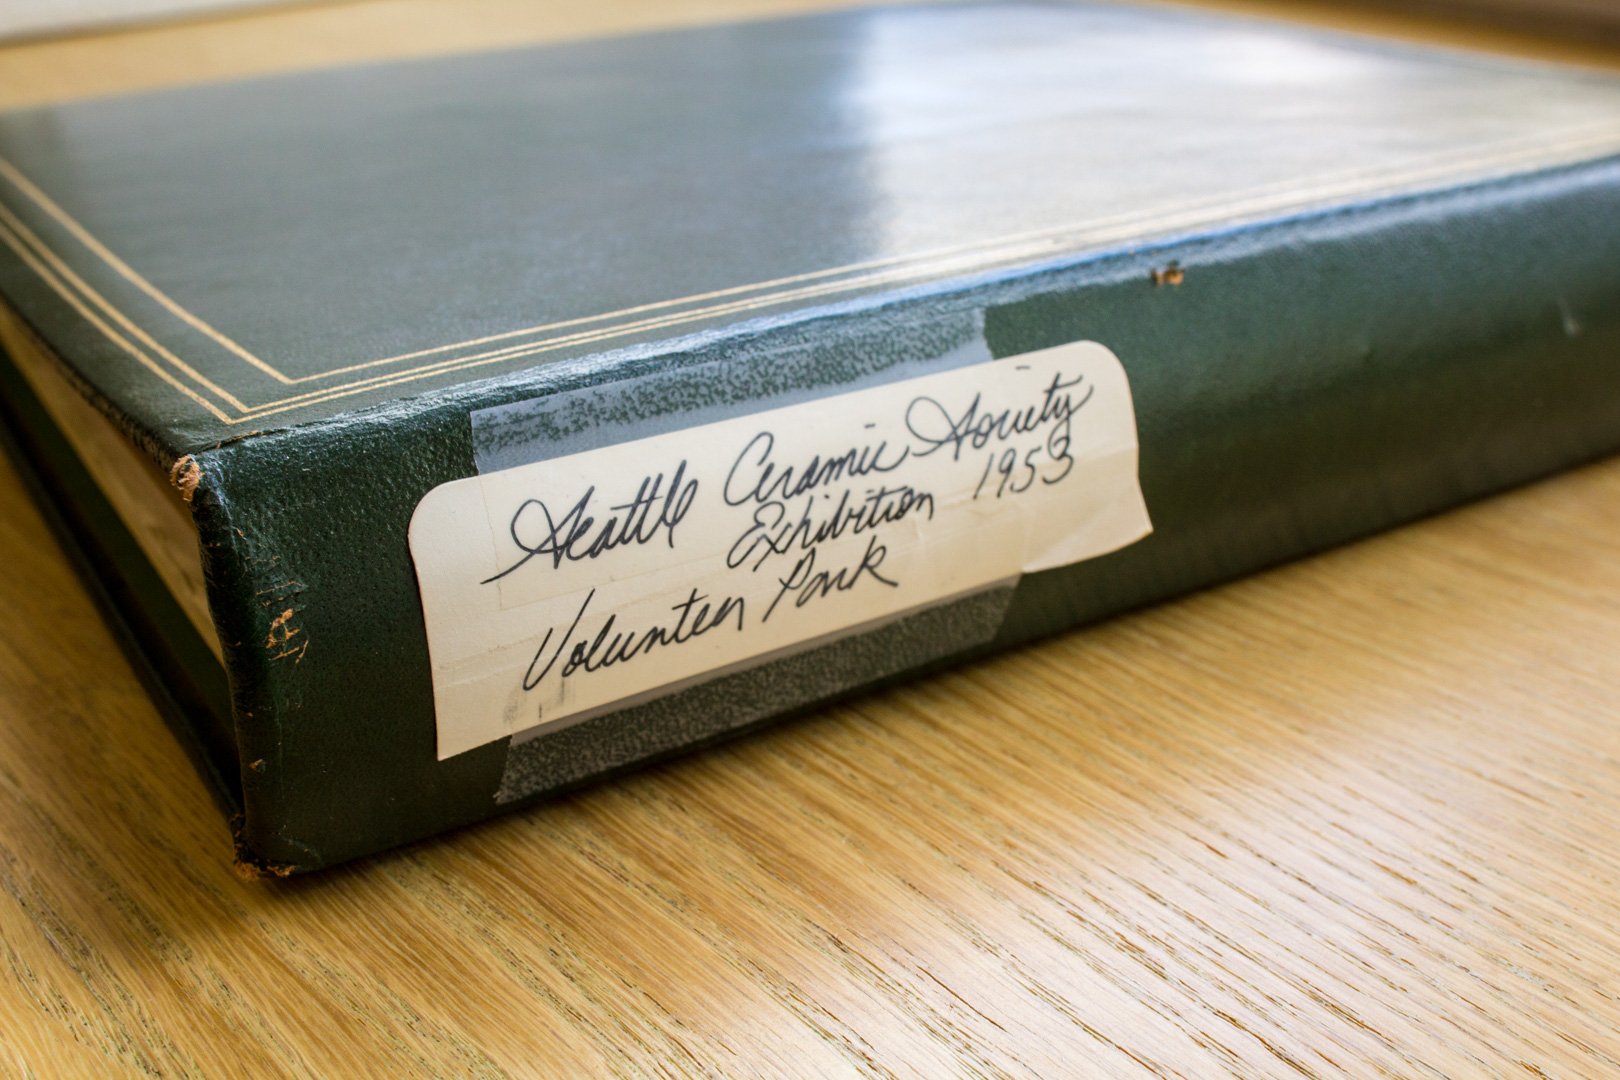 Seattle Ceramic Society
Exhibition 1953
Volunteer Park